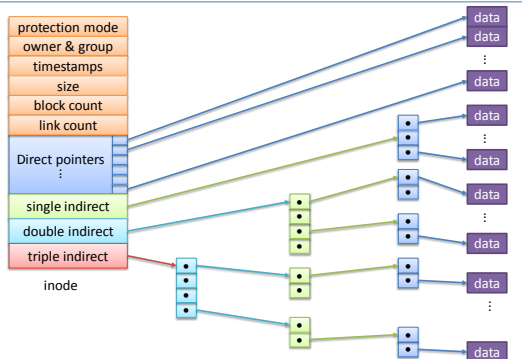 protection mode
owner & group
timestamps
size
block count
link count
Direct pointers
⋮
single indirect
double indirect
triple indirect
inode
data
data
⋮
data
data
⋮
data
data
⋮
data
data
⋮
data